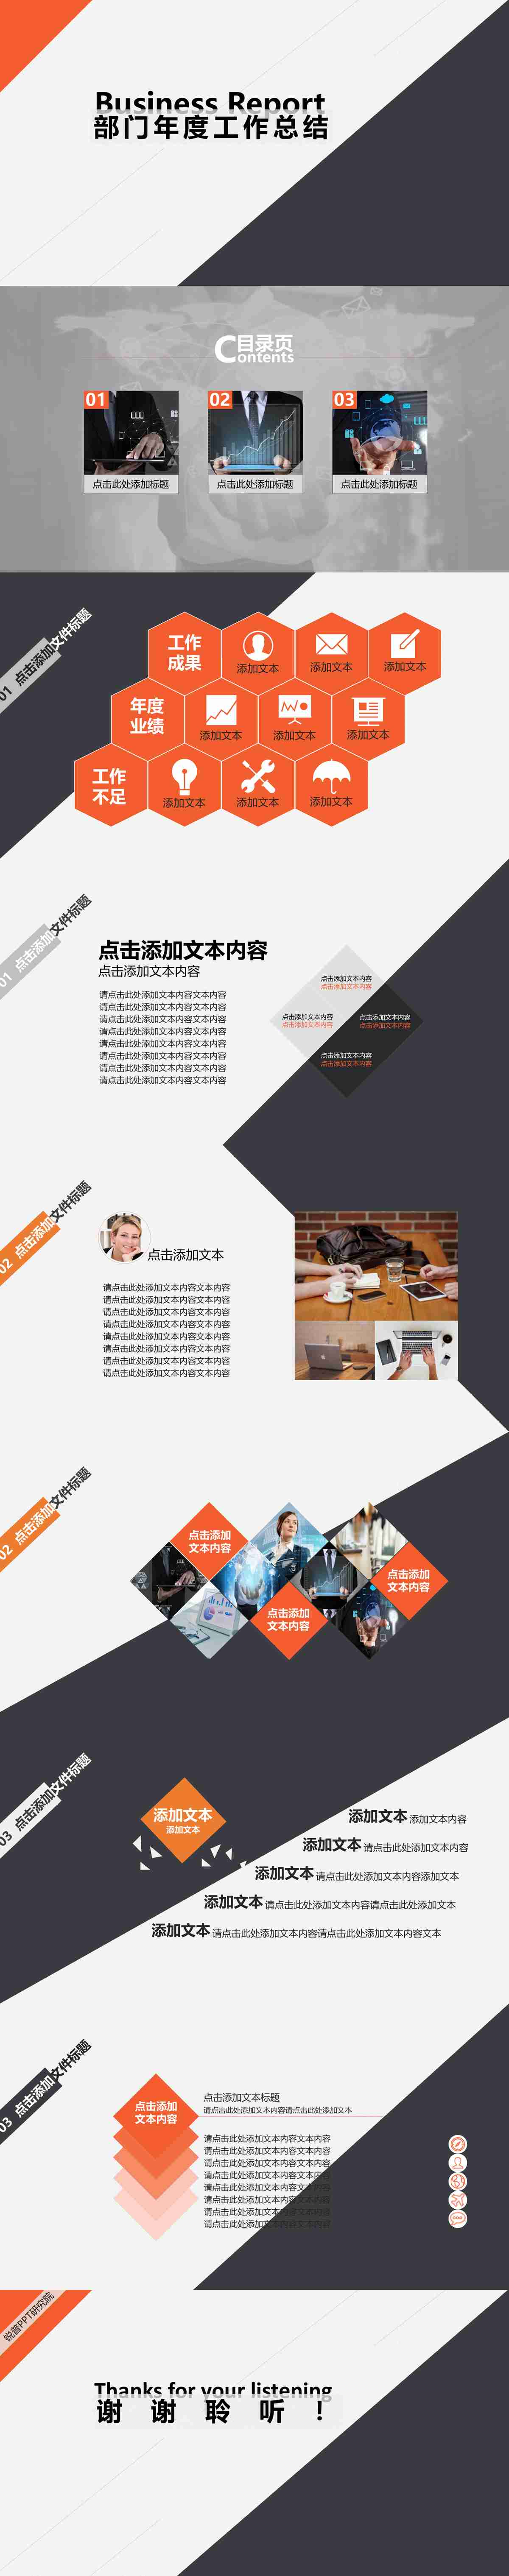 Business Report
部门年度工作总结
目录页
Contents
01
02
03
点击此处添加标题
点击此处添加标题
点击此处添加标题
01 点击添加文件标题
工作
成果
添加文本
添加文本
添加文本
年度
业绩
添加文本
添加文本
添加文本
工作
不足
添加文本
添加文本
添加文本
01 点击添加文件标题
点击添加文本内容
点击添加文本内容
请点击此处添加文本内容文本内容
请点击此处添加文本内容文本内容
请点击此处添加文本内容文本内容
请点击此处添加文本内容文本内容
请点击此处添加文本内容文本内容
请点击此处添加文本内容文本内容
请点击此处添加文本内容文本内容
请点击此处添加文本内容文本内容
点击添加文本内容
点击添加文本内容
点击添加文本内容
点击添加文本内容
点击添加文本内容
点击添加文本内容
点击添加文本内容
点击添加文本内容
02 点击添加文件标题
点击添加文本
请点击此处添加文本内容文本内容
请点击此处添加文本内容文本内容
请点击此处添加文本内容文本内容
请点击此处添加文本内容文本内容
请点击此处添加文本内容文本内容
请点击此处添加文本内容文本内容
请点击此处添加文本内容文本内容
请点击此处添加文本内容文本内容
02 点击添加文件标题
点击添加
文本内容
点击添加
文本内容
点击添加
文本内容
03 点击添加文件标题
添加文本
添加文本
添加文本 添加文本内容
添加文本 请点击此处添加文本内容
添加文本 请点击此处添加文本内容添加文本
添加文本 请点击此处添加文本内容请点击此处添加文本
添加文本 请点击此处添加文本内容请点击此处添加文本内容文本
03 点击添加文件标题
点击添加
文本内容
点击添加文本标题
请点击此处添加文本内容请点击此处添加文本
请点击此处添加文本内容文本内容
请点击此处添加文本内容文本内容
请点击此处添加文本内容文本内容
请点击此处添加文本内容文本内容
请点击此处添加文本内容文本内容
请点击此处添加文本内容文本内容
请点击此处添加文本内容文本内容
请点击此处添加文本内容文本内容
锐普PPT研究院
Thanks for your listening
谢谢聆听！